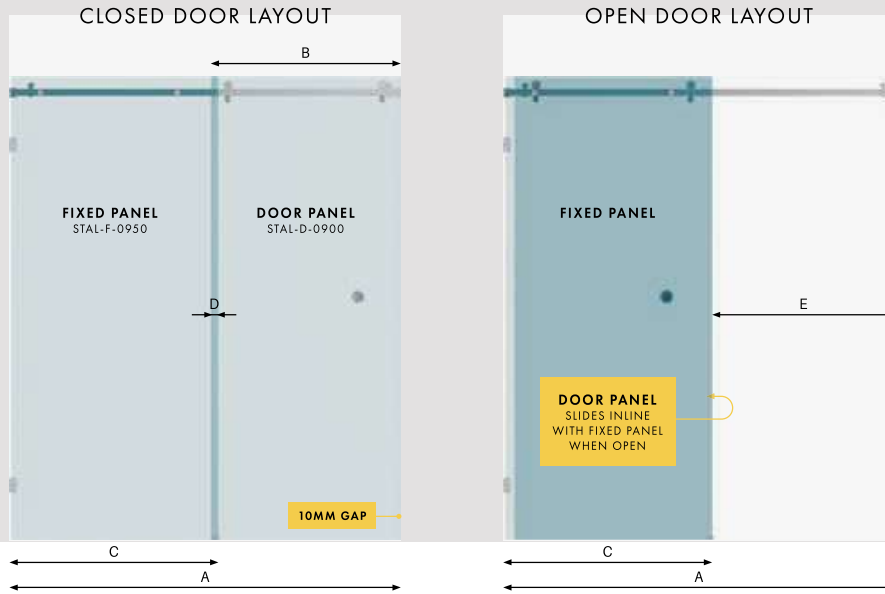 CLOSED DOOR LAYOUT
B
FIXED PANEL
STAL-F-0950
DOOR PANEL
STAL-D-0900
D
10MM GAP
C
A
OPEN DOOR LAYOUT
FIXED PANEL
E
DOOR PANEL
SLIDES INLINE
WITH FIXED PANEL
WHEN OPEN
C
A